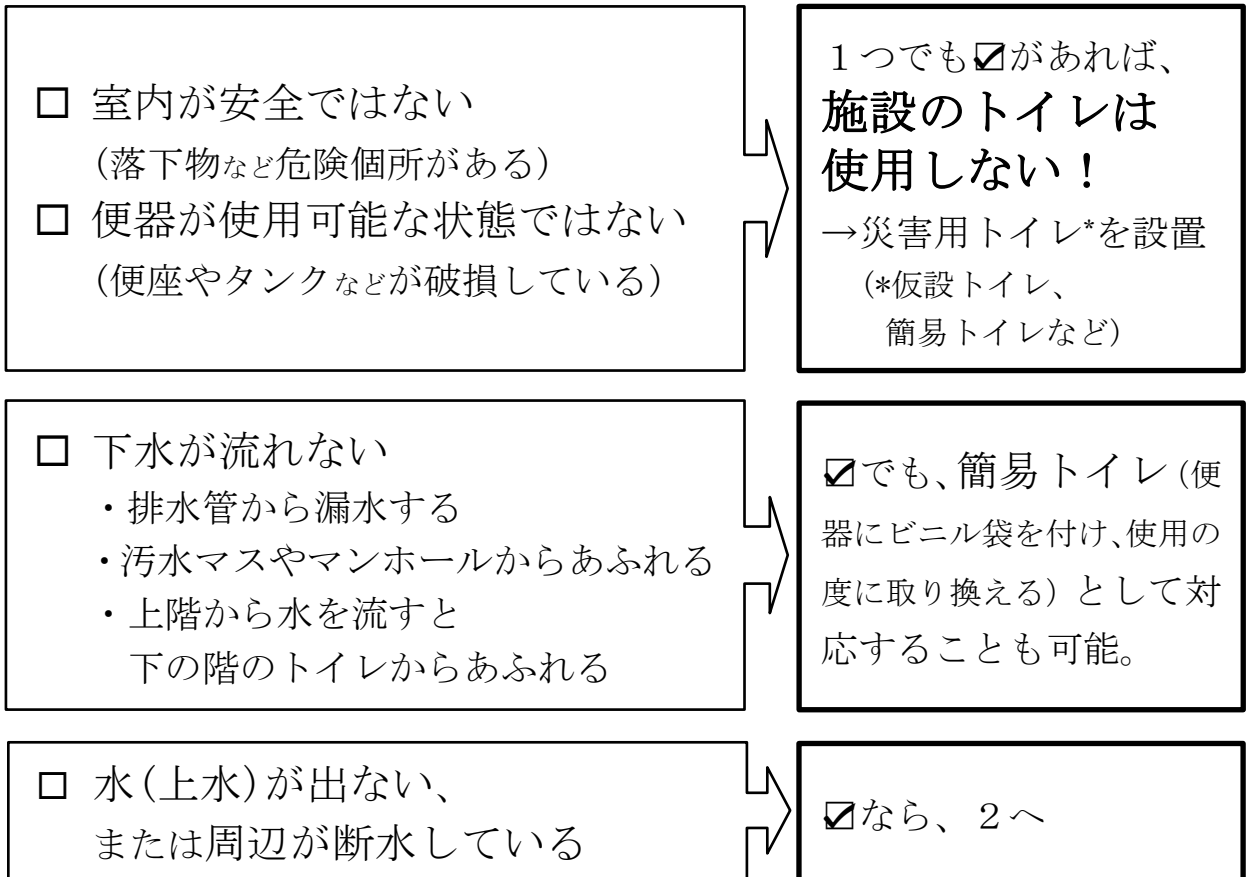 □ 室内が安全ではない
(落下物など危険個所がある)
□ 便器が使用可能な状態ではない
(便座やタンクなどが破損している)
１つでも☑があれば、
施設のトイレは
使用しない！
→災害用トイレ*を設置
(*仮設トイレ、
簡易トイレなど)
□ 下水が流れない
・排水管から漏水する
・汚水マスやマンホールからあふれる
・上階から水を流すと
下の階のトイレからあふれる
☑でも、簡易トイレ(便
器にビニル袋を付け、使用の
度に取り換える)として対
応することも可能。
□ 水(上水)が出ない、
または周辺が断水している
☑なら、２へ